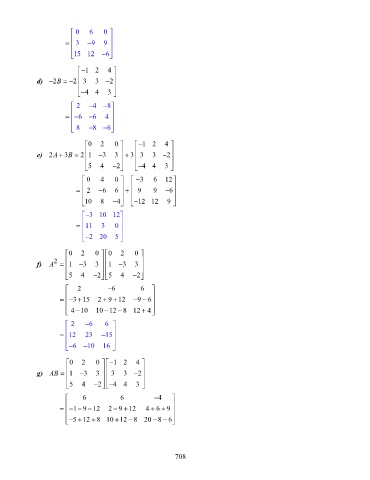 = [0 6 0; 3 −9 9; 15 12 −6]
d) −2B = −2 [−1 2 4; 3 3 −2; −4 4 3]
= [2 −4 −8; −6 −6 4; 8 −8 −6]
e) 2A + 3B = 2 [0 2 0; 1 −3 3; 5 4 −2] + 3 [−1 2 4; 3 3 −2; −4 4 3]
= [0 4 0; 2 −6 6; 10 8 −4] + [−3 6 12; 9 9 −6; −12 12 9]
= [−3 10 12; 11 3 0; −2 20 5]
f) A² = [0 2 0; 1 −3 3; 5 4 −2] [0 2 0; 1 −3 3; 5 4 −2]
= [2 −6 6; −3+15 2+9+12 −9−6; 4−10 10−12−8 12+4]
= [2 −6 6; 12 23 −15; −6 −10 16]
g) AB = [0 2 0; 1 −3 3; 5 4 −2] [−1 2 4; 3 3 −2; −4 4 3]
= [6 6 −4; −1−9−12 2−9+12 4+6+9; −5+12+8 10+12−8 20−8−6]
708